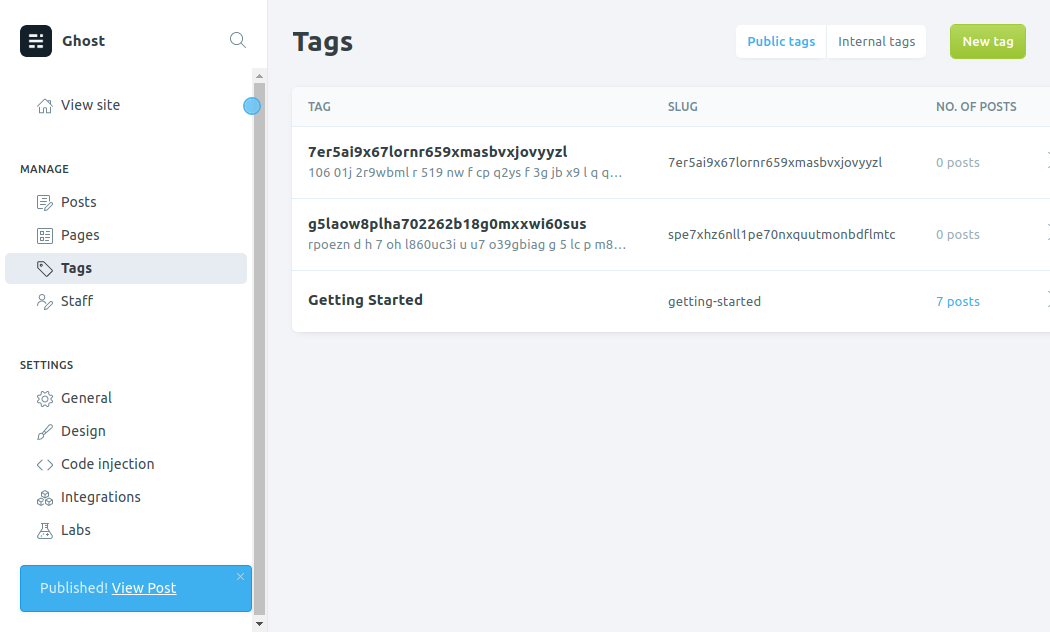 Ghost
View site
MANAGE
Posts
Pages
Tags
Staff
SETTINGS
General
Design
Code injection
Integrations
Labs
Published! View Post
Tags
Public tags
Internal tags
New tag
TAG SLUG NO. OF POSTS
7er5ai9x67lornr659xmasbvxjovyyzl
106 01j 2r9wbml r 519 nw f cp q2ys f 3g jb x9 l q q…
7er5ai9x67lornr659xmasbvxjovyyzl
0 posts
g5laow8plha702262b18g0mxxwi60sus
rpoezn d h 7 oh l860uc3i u u7 o39gbiag g 5 lc p m8…
spe7xhz6nll1pe70nxquutmonbdflmtc
0 posts
Getting Started
getting-started
7 posts